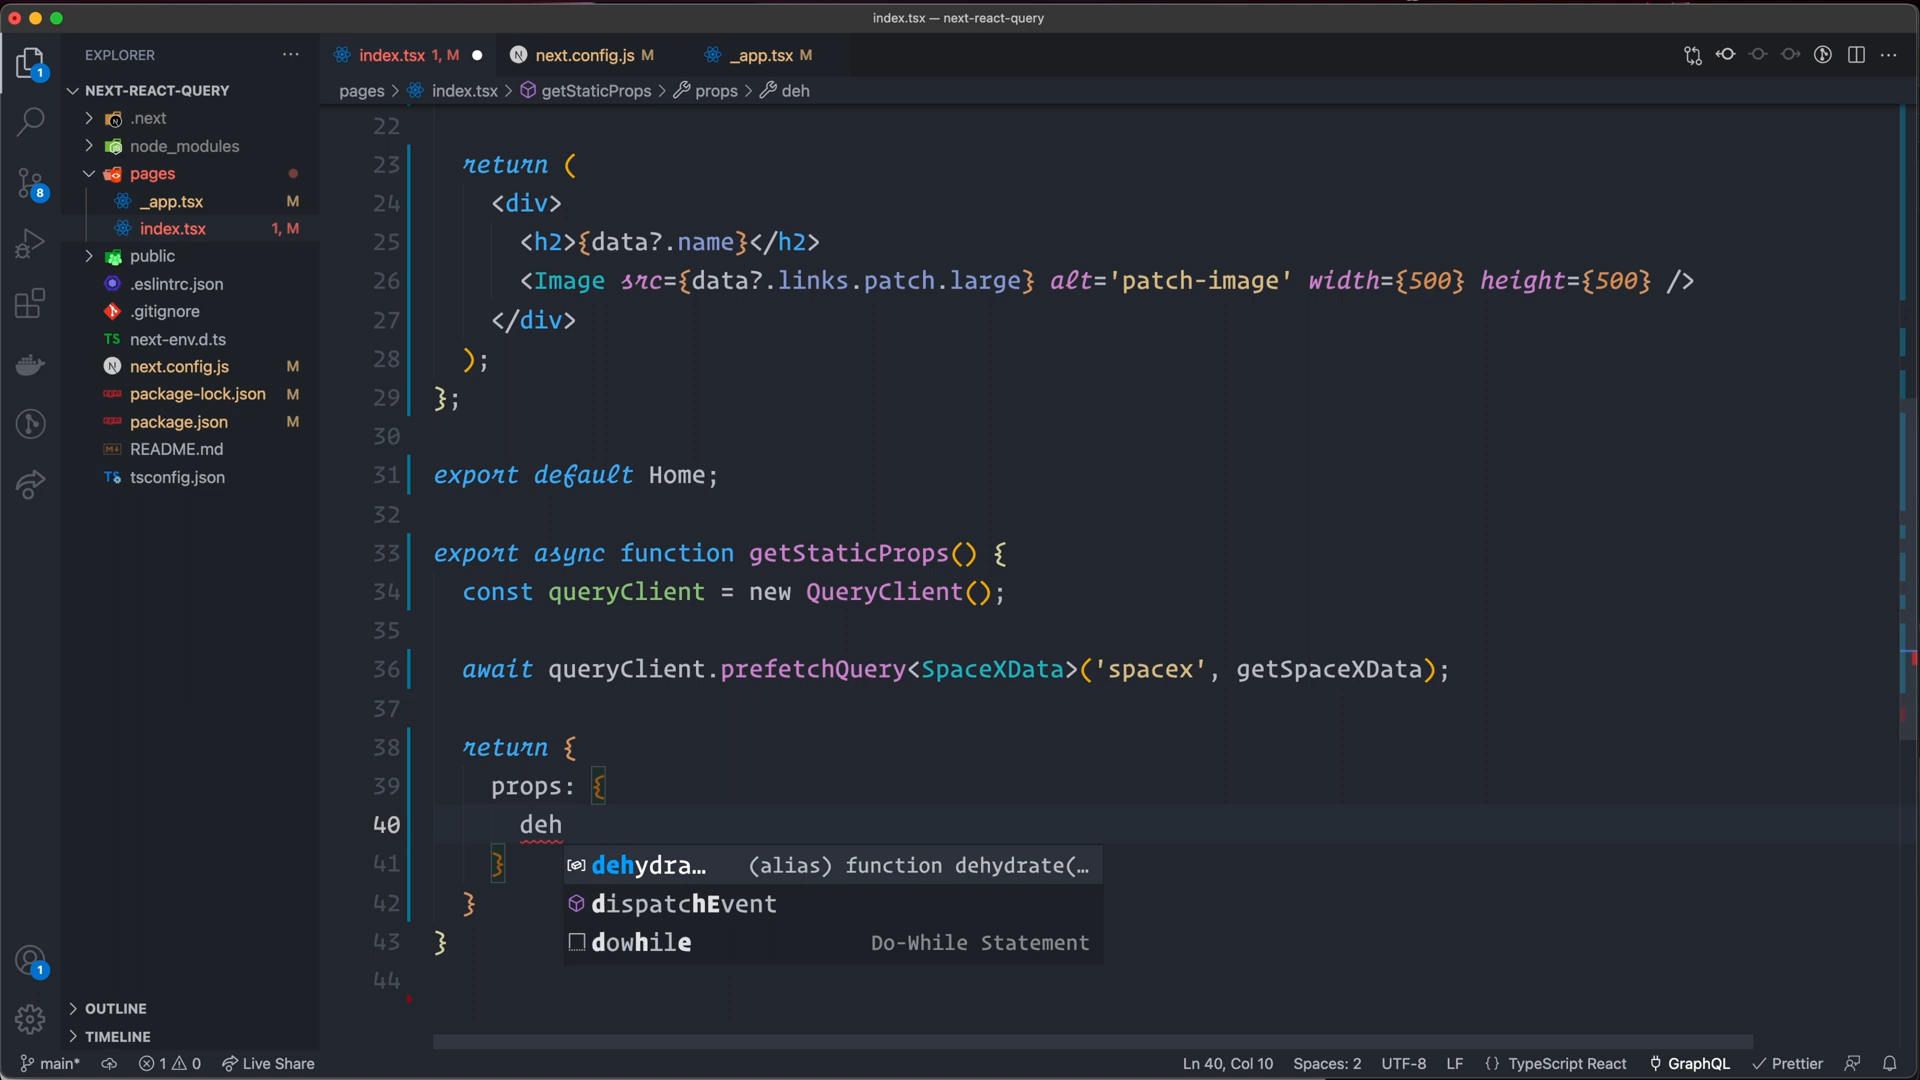 index.tsx — next-react-query
EXPLORER
index.tsx 1, M
next.config.js M
_app.tsx M
pages > index.tsx > getStaticProps > props > deh
NEXT-REACT-QUERY
.next
node_modules
pages
_app.tsx M
index.tsx 1, M
public
.eslintrc.json
.gitignore
next-env.d.ts
next.config.js M
package-lock.json M
package.json M
README.md
tsconfig.json
OUTLINE
TIMELINE
22
23 return (
24 <div>
25 <h2>{data?.name}</h2>
26 <Image src={data?.links.patch.large} alt='patch-image' width={500} height={500} />
27 </div>
28 );
29 };
30
31 export default Home;
32
33 export async function getStaticProps() {
34 const queryClient = new QueryClient();
35
36 await queryClient.prefetchQuery<SpaceXData>('spacex', getSpaceXData);
37
38 return {
39 props: {
40 deh
41 }
42 }
43 }
44
dehydra… (alias) function dehydrate(…
dispatchEvent
dowhile Do-While Statement
1
8
1
main* 1 0 Live Share Ln 40, Col 10 Spaces: 2 UTF-8 LF {} TypeScript React GraphQL Prettier